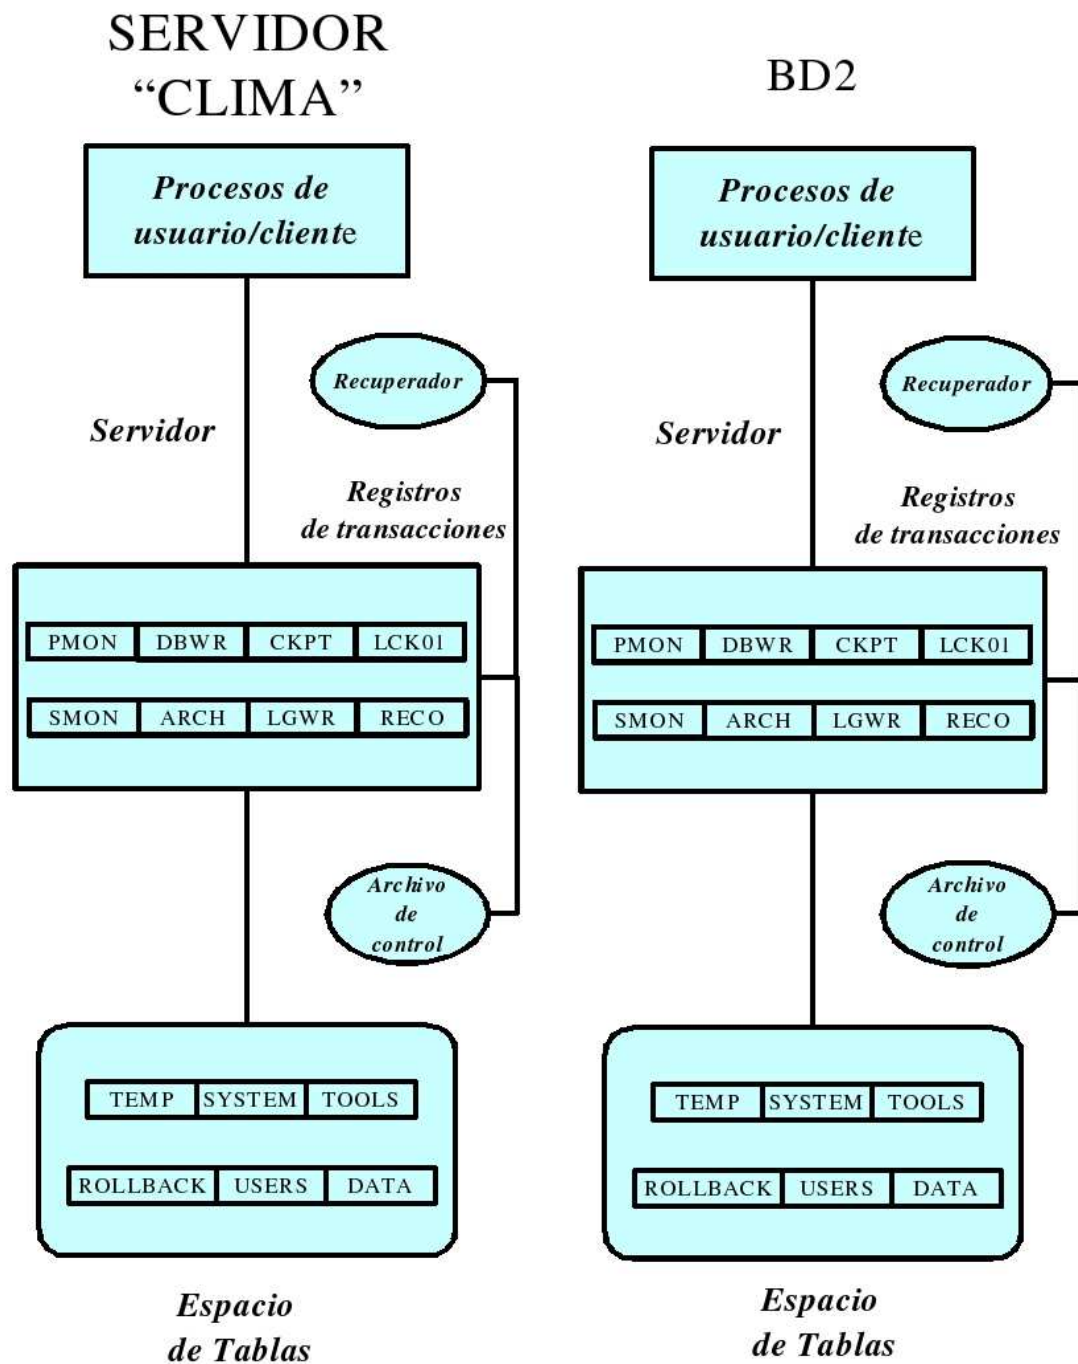 SERVIDOR
“CLIMA”
Procesos de
usuario/cliente
Recuperador
Servidor
Registros
de transacciones
PMON DBWR CKPT LCK01
SMON ARCH LGWR RECO
Archivo
de
control
TEMP SYSTEM TOOLS
ROLLBACK USERS DATA
Espacio
de Tablas
BD2
Procesos de
usuario/cliente
Recuperador
Servidor
Registros
de transacciones
PMON DBWR CKPT LCK01
SMON ARCH LGWR RECO
Archivo
de
control
TEMP SYSTEM TOOLS
ROLLBACK USERS DATA
Espacio
de Tablas